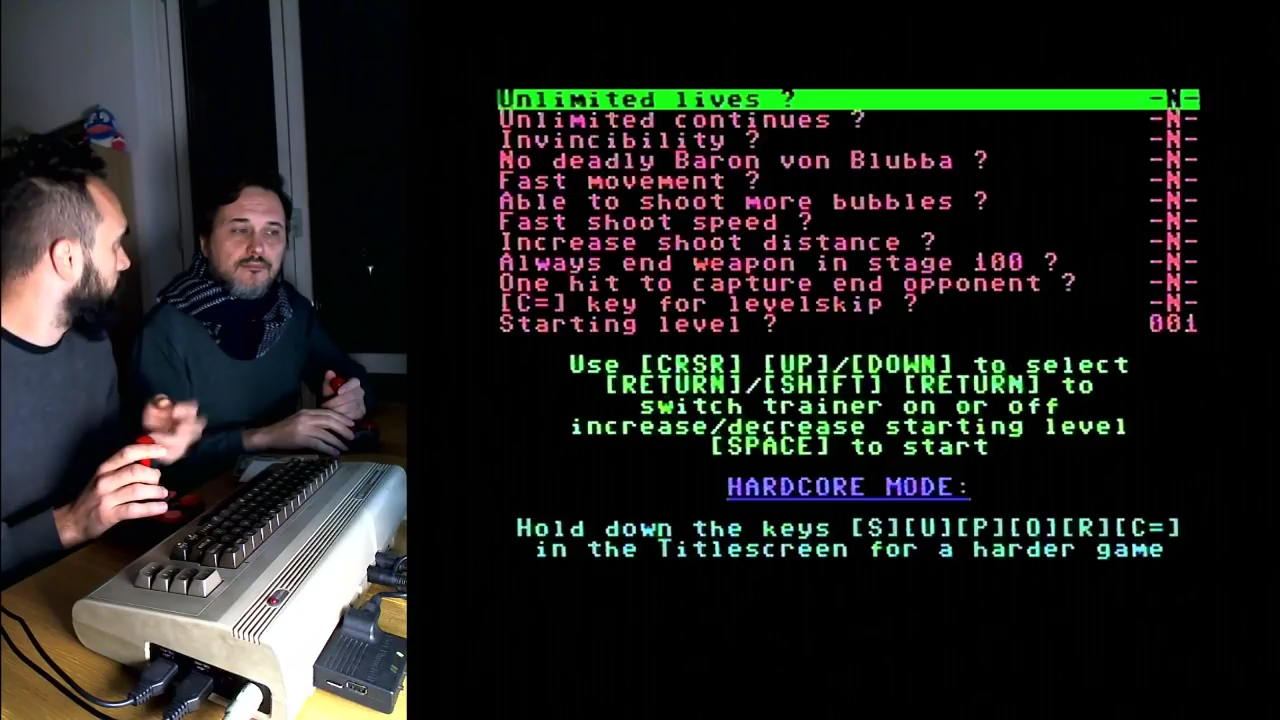 Unlimited lives ? -N-
Unlimited continues ? -N-
Invincibility ? -N-
No deadly Baron von Blubba ? -N-
Fast movement ? -N-
Able to shoot more bubbles ? -N-
Fast shoot speed ? -N-
Increase shoot distance ? -N-
Always end weapon in stage 100 ? -N-
One hit to capture end opponent ? -N-
[C=] key for levelskip ? -N-
Starting level ? 001
Use [CRSR] [UP]/[DOWN] to select
[RETURN]/[SHIFT] [RETURN] to
switch trainer on or off
increase/decrease starting level
[SPACE] to start
HARDCORE MODE:
Hold down the keys [S][U][P][O][R][C=]
in the Titlescreen for a harder game